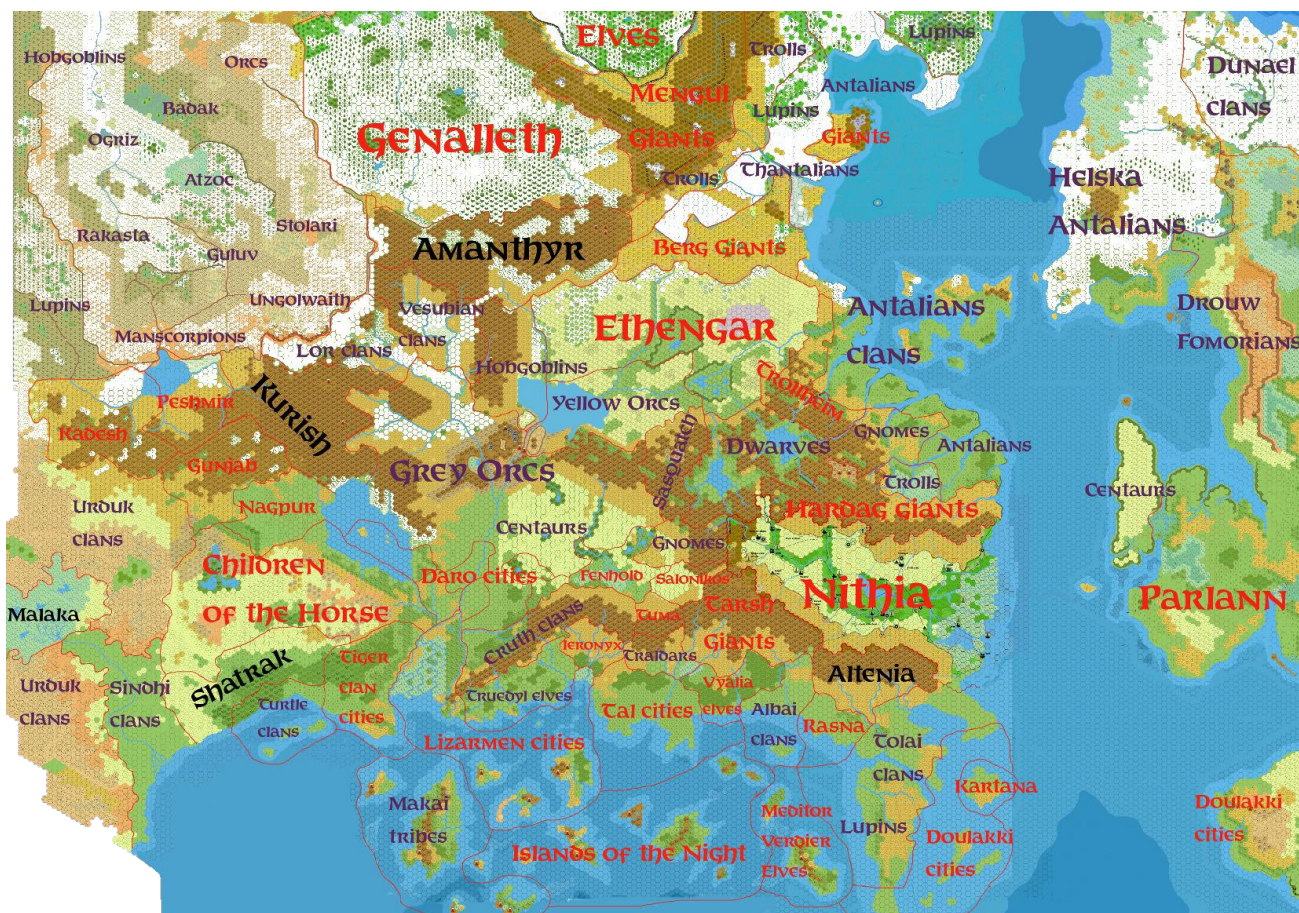 Elves
Trolls
Lupins
Hobgoblins
Orcs
Dunael
clans
Mengul
Giants
Antalians
Badak
Lupins
Genalleth
Giants
Ogriz
Trolls
Thantalians
Atzoc
Helska
Antalians
Rakasta
Stolari
Guluv
Amanthyr
Berg Giants
Lupins
Ungolwaith
Vesubian
clans
Antalians
clans
Drouw
Fomorians
Ethengar
Manscorpions
Lor clans
Hobgoblins
Trollheim
Peshmir
Kurish
Yellow Orcs
Kadesh
Gnomes
Antalians
Sasquatch
Dwarves
Gunjab
Grey Orcs
Trolls
Centaurs
Urduk
clans
Nagpur
Hardag Giants
Centaurs
Gnomes
Children
of the Horse
Daro cities
Fenhold
Salonikos
Nithia
Parlann
Malaka
Tuma
Tarsh
Giants
Cruth clans
Jeronyx
Traldars
Shatrak
Tiger
clan
cities
Altenia
Urduk
clans
Sindhi
clans
Truedyl elves
Vyalia
elves
Turtle
clans
Tal cities
Albai
clans
Rasna
Lizarmen cities
Tolai
clans
Kartana
Makai
tribes
Meditor
Verdier
Elves
Lupins
Doulakki
cities
Doulakki
cities
Islands of the Night